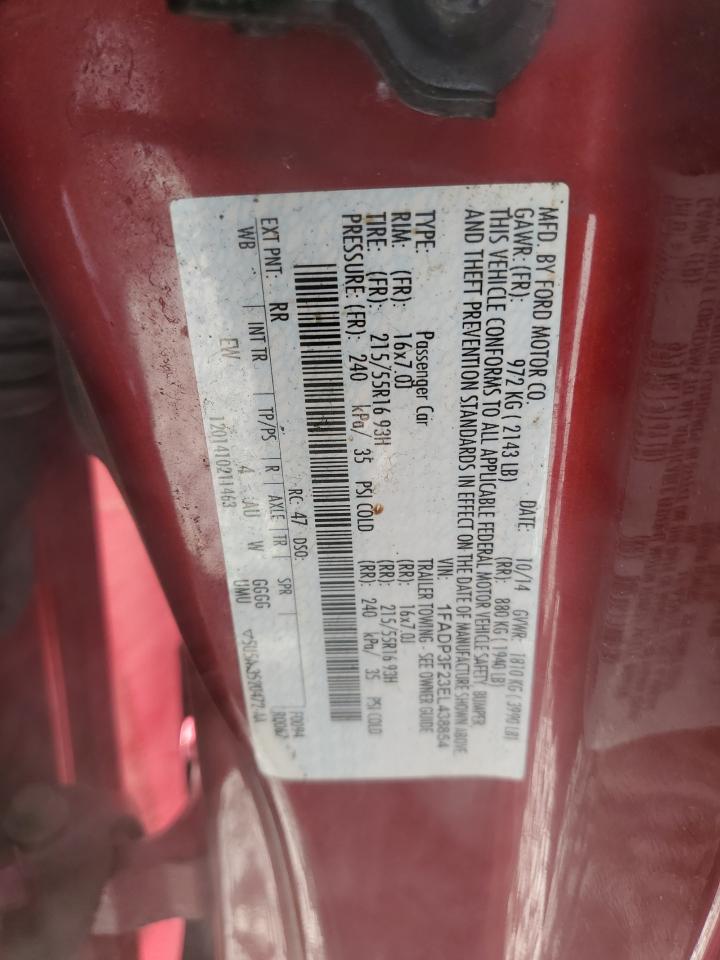 MFD. BY FORD MOTOR CO.
DATE: 10/14 GVWR: 1810 KG ( 3990 LB)
GAWR: (FR): 972 KG ( 2143 LB) (RR): 880 KG ( 1940 LB)
THIS VEHICLE CONFORMS TO ALL APPLICABLE FEDERAL MOTOR VEHICLE SAFETY, BUMPER
AND THEFT PREVENTION STANDARDS IN EFFECT ON THE DATE OF MANUFACTURE SHOWN ABOVE.
VIN: 1FADP3F23EL438854
TYPE: Passenger Car TRAILER TOWING - SEE OWNER GUIDE
RIM: (FR): 16x7.0J (RR): 16x7.0J
TIRE: (FR): 215/55R16 93H (RR): 215/55R16 93H
PRESSURE: (FR): 240 kPa/ 35 PSI COLD (RR): 240 kPa/ 35 PSI COLD
RC: 47 DSO: F0094
EXT PNT: RR R0062
WB INT TR TP/PS R AXLE TR SPR
EW 4 AU W GGGG
1201410211463 UMU